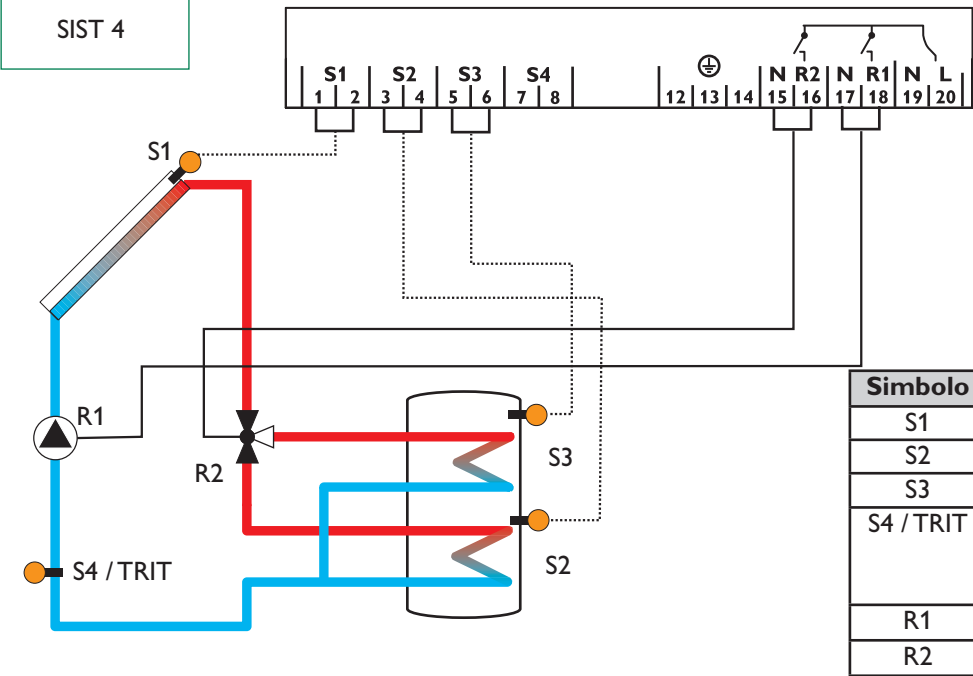 SIST 4
S1 S2 S3 S4 N R2 N R1 N L
1 2 3 4 5 6 7 8 12 13 14 15 16 17 18 19 20
S1
R1
R2
S3
S2
S4 / TRIT
Simbolo
S1
S2
S3
S4 / TRIT
R1
R2